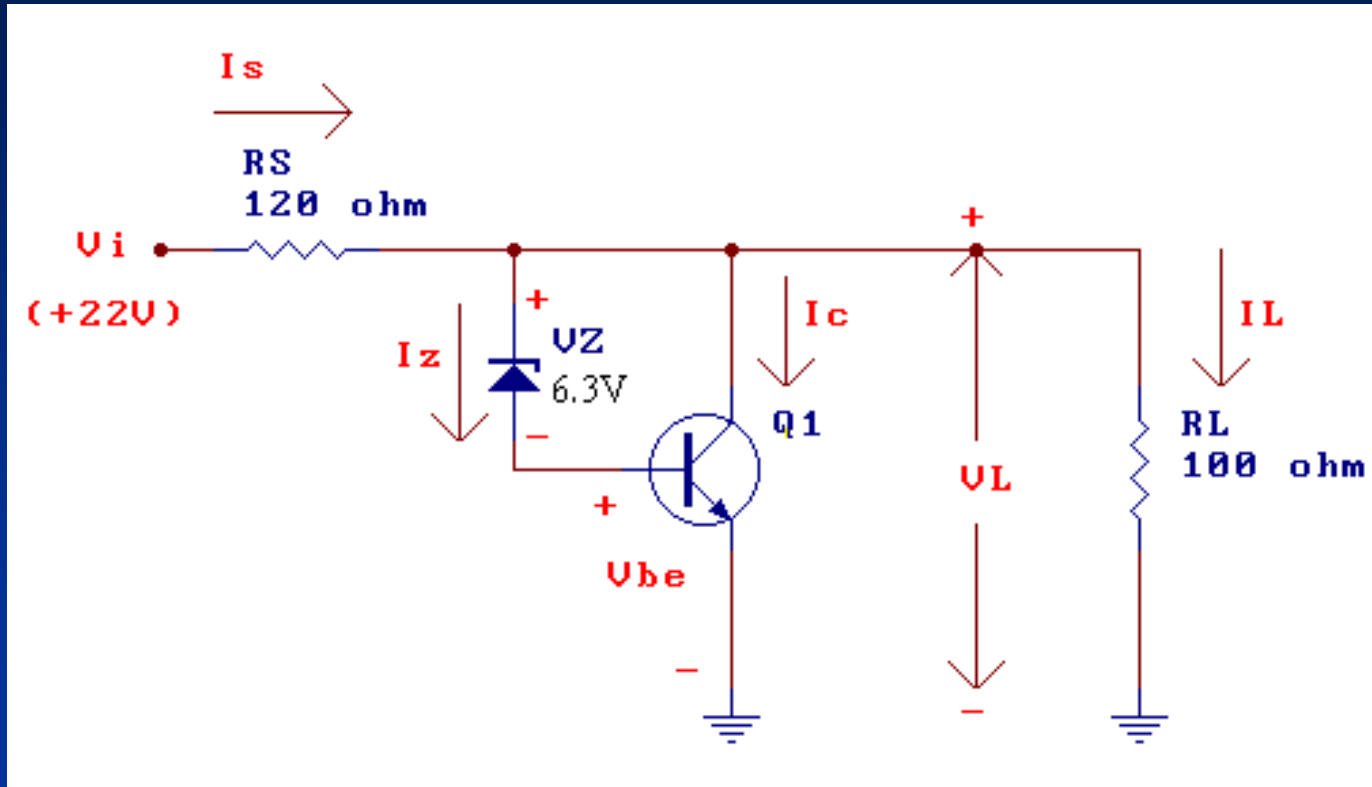 Is
RS
120 ohm
Vi
(+22V)
+
+
Iz
VZ
6.3V
-
Ic
Q1
IL
RL
100 ohm
VL
+
Vbe
-
-